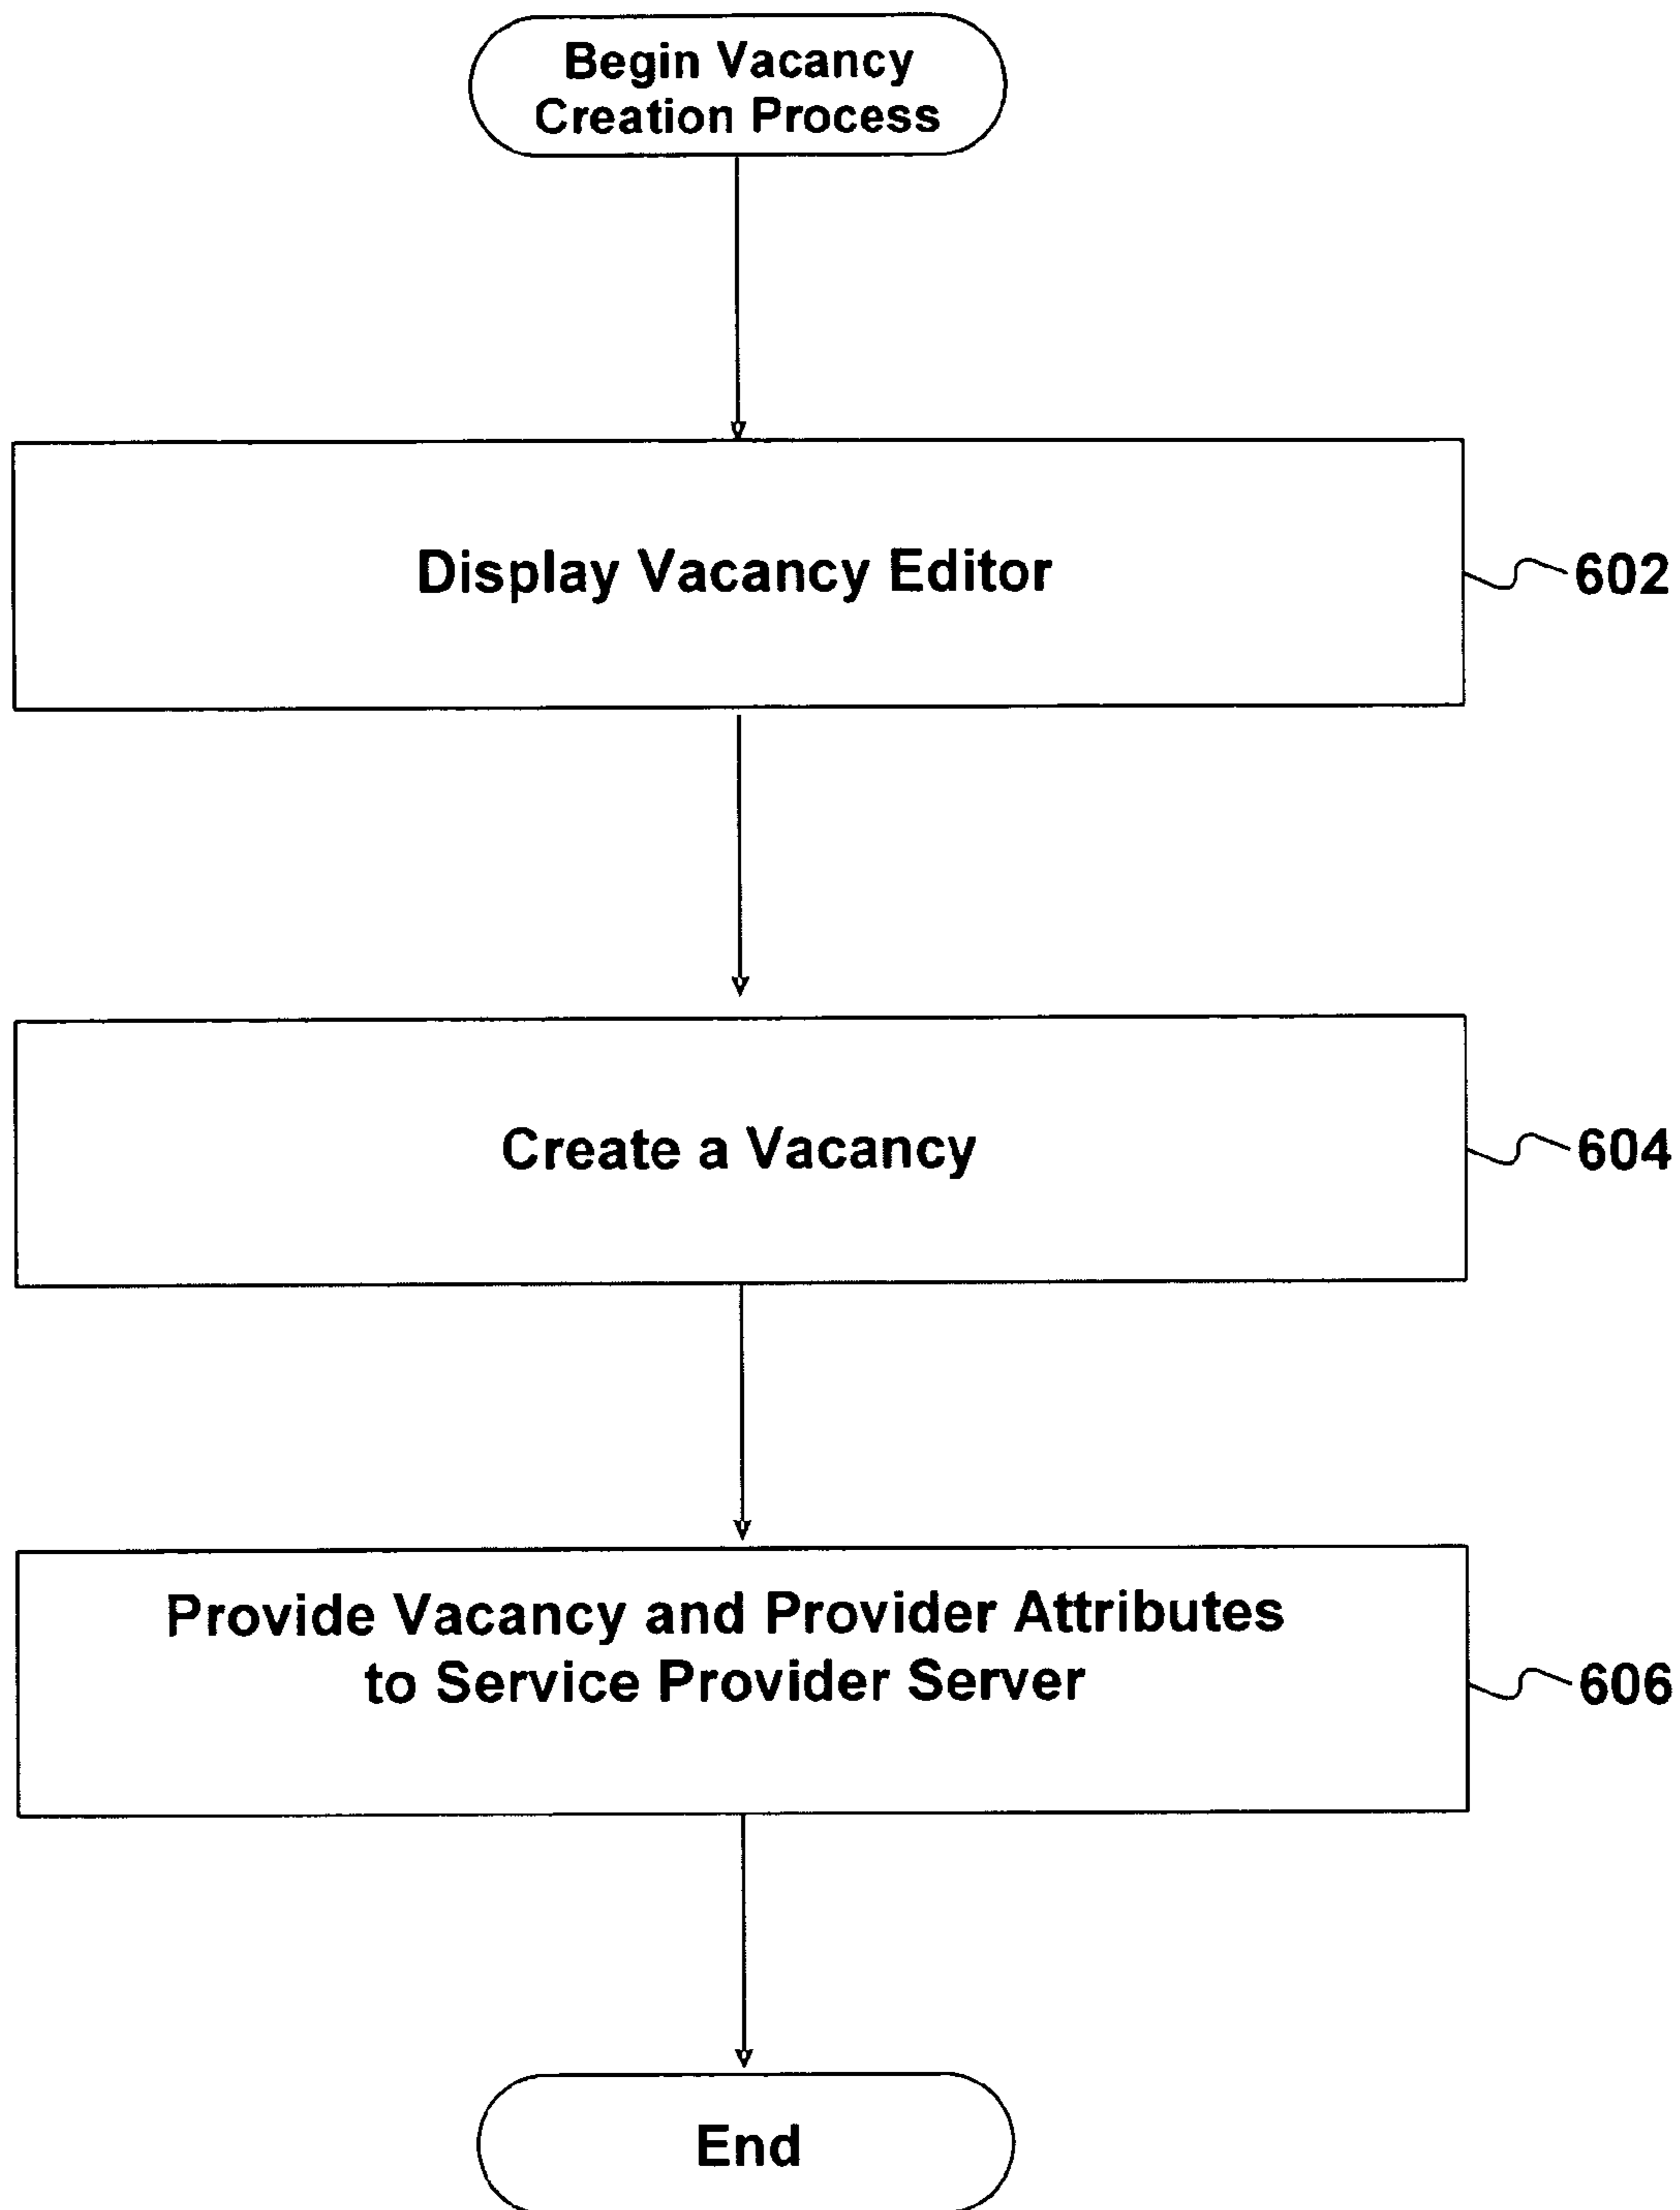 Begin Vacancy
Creation Process
Display Vacancy Editor
602
Create a Vacancy
604
Provide Vacancy and Provider Attributes
to Service Provider Server
606
End